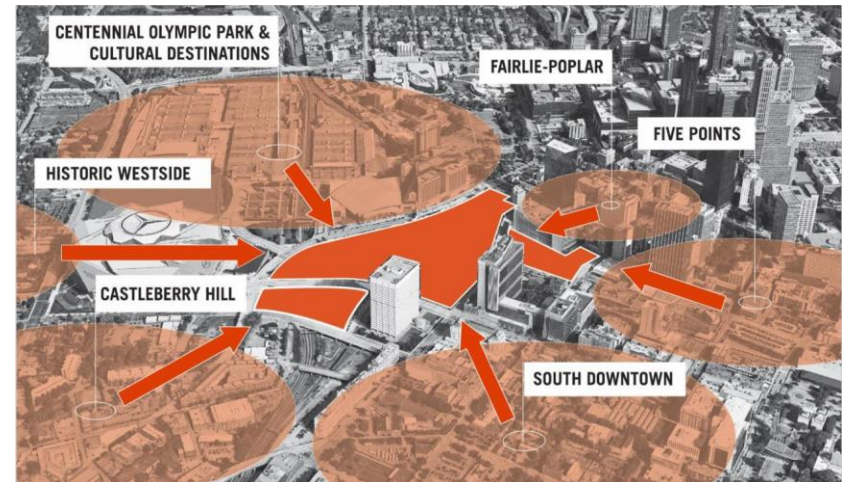 CENTENNIAL OLYMPIC PARK &
CULTURAL DESTINATIONS
FAIRLIE-POPLAR
FIVE POINTS
HISTORIC WESTSIDE
CASTLEBERRY HILL
SOUTH DOWNTOWN